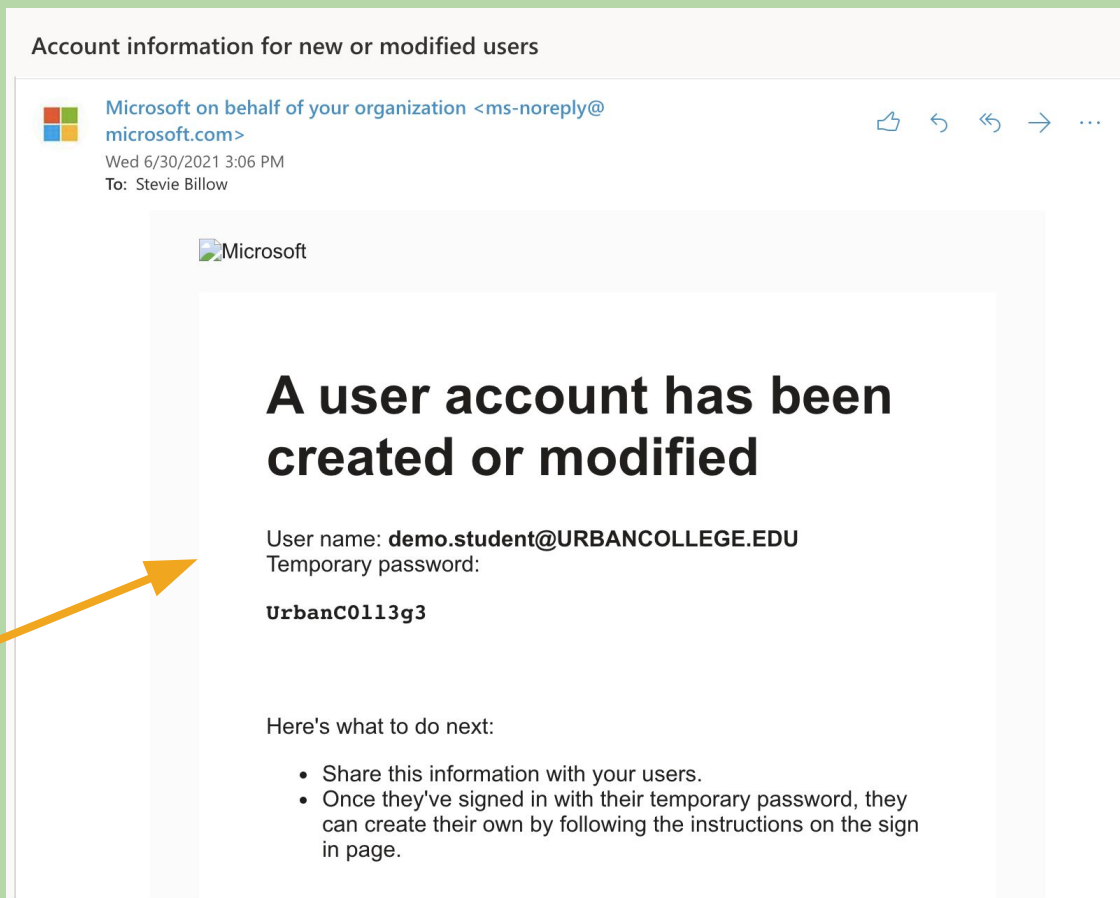 Account information for new or modified users
Microsoft on behalf of your organization <ms-noreply@
microsoft.com>
Wed 6/30/2021 3:06 PM
To: Stevie Billow
Microsoft
A user account has been
created or modified
User name: demo.student@URBANCOLLEGE.EDU
Temporary password:
UrbanC0ll3g3
Here's what to do next:
• Share this information with your users.
• Once they've signed in with their temporary password, they
can create their own by following the instructions on the sign
in page.